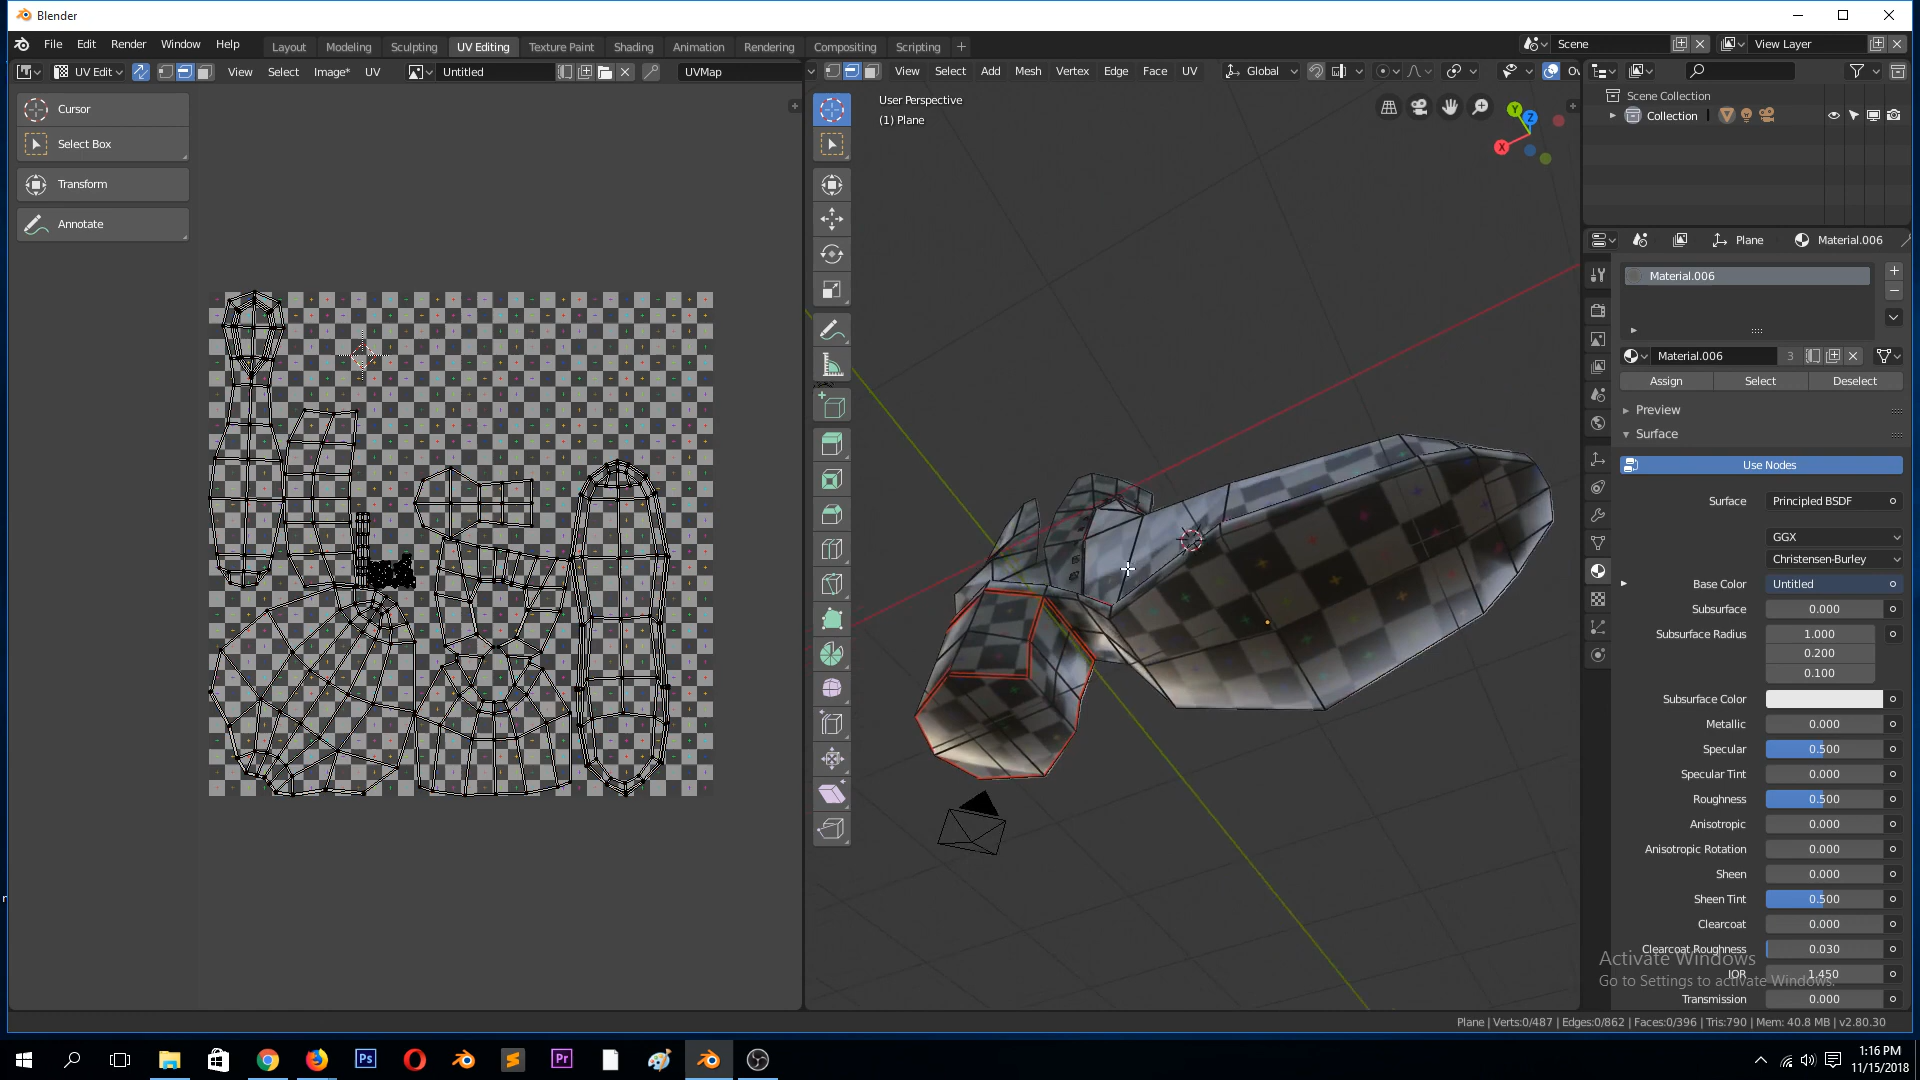 Blender
File Edit Render Window Help
Layout Modeling Sculpting UV Editing Texture Paint Shading Animation Rendering Compositing Scripting
Scene
View Layer
UV Edit View Select Image* UV Untitled UVMap
View Select Add Mesh Vertex Edge Face UV Global Ov
Cursor
Select Box
Transform
Annotate
User Perspective
(1) Plane
Y
Z
X
Scene Collection
Collection
Plane Material.006
Material.006
Material.006 3
Assign Select Deselect
Preview
Surface
Use Nodes
Surface Principled BSDF
GGX
Christensen-Burley
Base Color Untitled
Subsurface 0.000
Subsurface Radius 1.000
0.200
0.100
Subsurface Color
Metallic 0.000
Specular 0.500
Specular Tint 0.000
Roughness 0.500
Anisotropic 0.000
Anisotropic Rotation 0.000
Sheen 0.000
Sheen Tint 0.500
Clearcoat 0.000
Clearcoat Roughness 0.030
IOR 1.450
Transmission 0.000
Activate Windows
Go to Settings to activate Windows.
Plane | Verts:0/487 | Edges:0/862 | Faces:0/396 | Tris:790 | Mem: 40.8 MB | v2.80.30
Ps
Pr
1:16 PM
11/15/2018